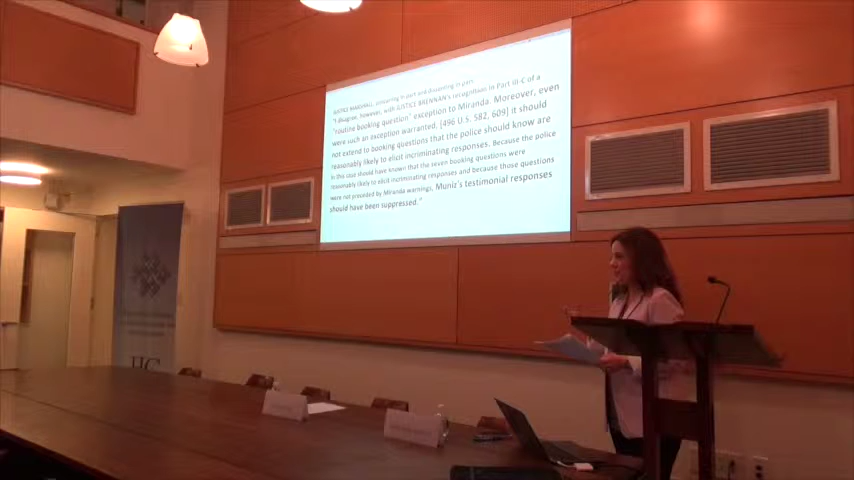 JUSTICE MARSHALL, concurring in part and dissenting in part.
"I disagree, however, with JUSTICE BRENNAN's recognition in Part III-C of a
"routine booking question" exception to Miranda. Moreover, even
were such an exception warranted, [496 U.S. 582, 609] it should
not extend to booking questions that the police should know are
reasonably likely to elicit incriminating responses. Because the police
in this case should have known that the seven booking questions were
reasonably likely to elicit incriminating responses and because those questions
were not preceded by Miranda warnings, Muniz's testimonial responses
should have been suppressed."
IHC